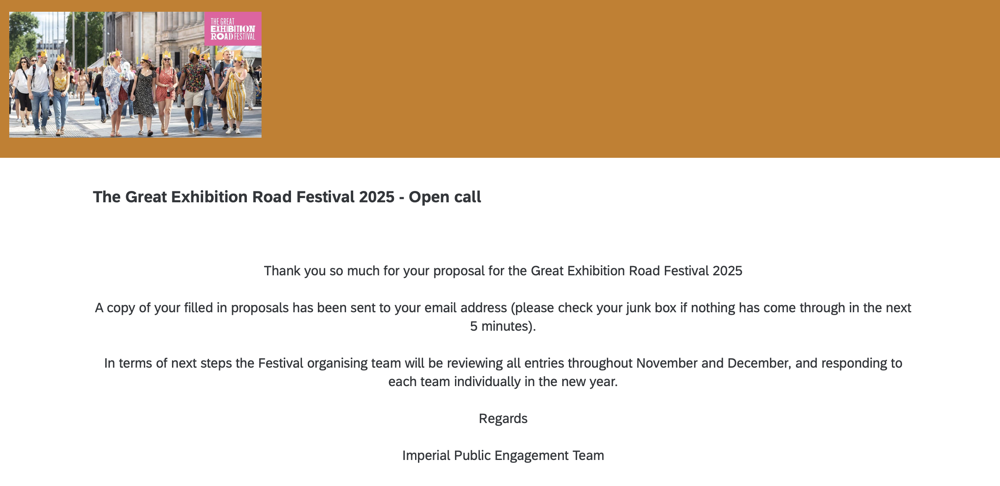 THE GREAT
EXHIBITION
ROAD FESTIVAL
The Great Exhibition Road Festival 2025 - Open call
Thank you so much for your proposal for the Great Exhibition Road Festival 2025
A copy of your filled in proposals has been sent to your email address (please check your junk box if nothing has come through in the next
5 minutes).
In terms of next steps the Festival organising team will be reviewing all entries throughout November and December, and responding to
each team individually in the new year.
Regards
Imperial Public Engagement Team